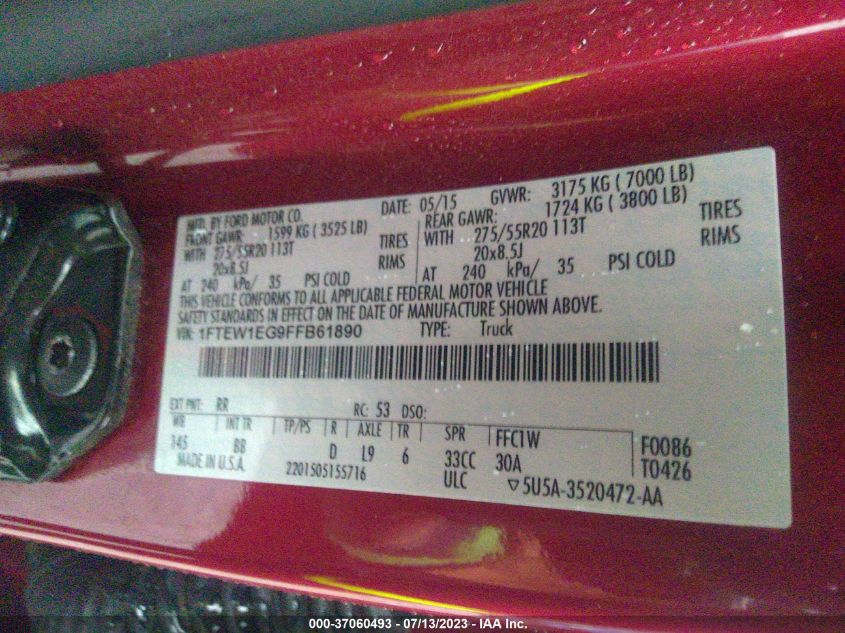 MFD. BY FORD MOTOR CO.
DATE: 05/15
GVWR: 3175 KG ( 7000 LB)
FRONT GAWR: 1599 KG ( 3525 LB)
REAR GAWR: 1724 KG ( 3800 LB)
WITH 275/55R20 113T TIRES
WITH 275/55R20 113T TIRES
20x8.5J RIMS
20x8.5J RIMS
AT 240 kPa/ 35 PSI COLD
AT 240 kPa/ 35 PSI COLD
THIS VEHICLE CONFORMS TO ALL APPLICABLE FEDERAL MOTOR VEHICLE
SAFETY STANDARDS IN EFFECT ON THE DATE OF MANUFACTURE SHOWN ABOVE.
VIN: 1FTEW1EG9FFB61890 TYPE: Truck
EXT PNT: RR RC: 53 DSO:
WB INT TR TP/PS R AXLE TR SPR FFC1W F0086
145 BB D L9 6 33CC 30A T0426
MADE IN U.S.A. 2201505155716 ULC ▽5U5A-3520472-AA
000-37060493 - 07/13/2023 - IAA Inc.